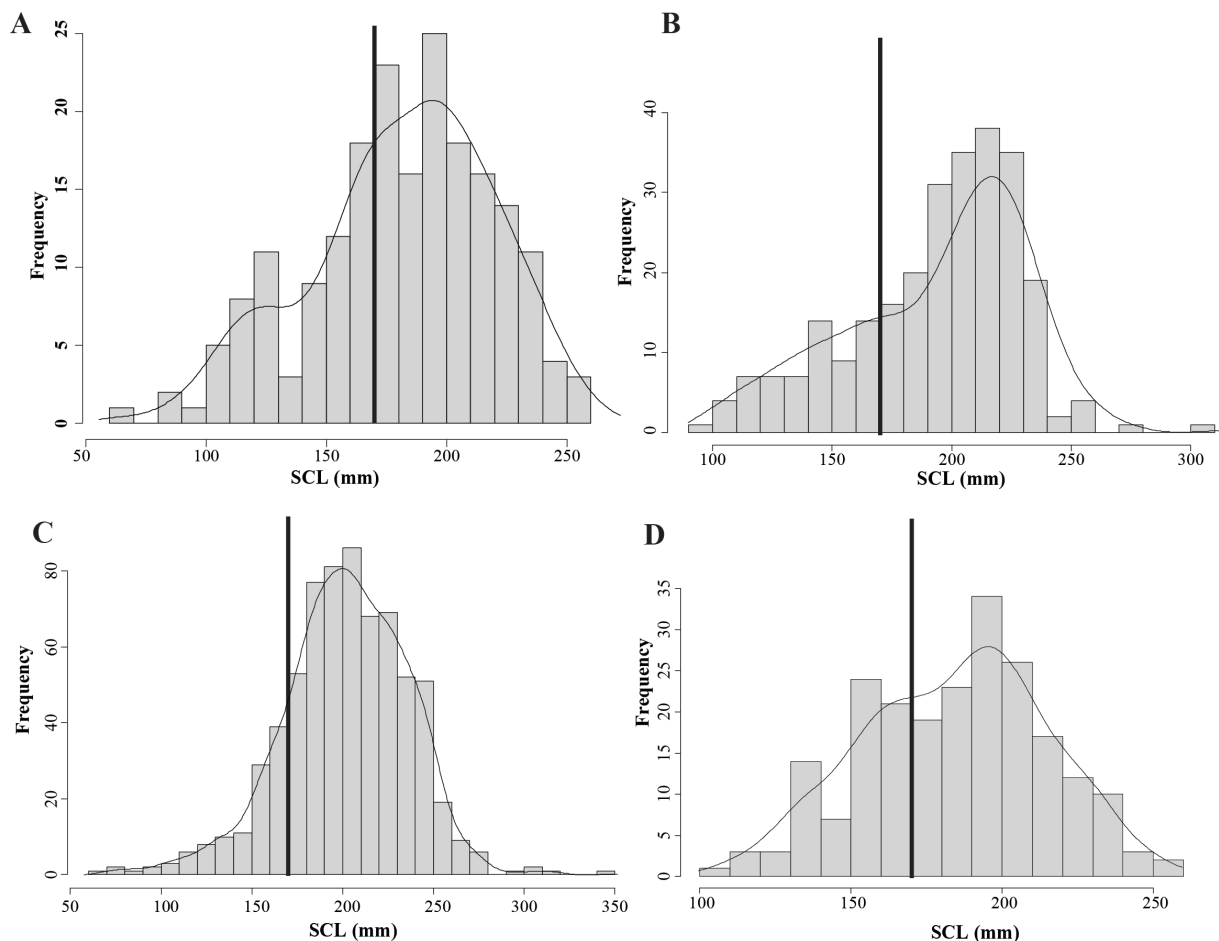 A
Frequency
0 5 10 15 20 25
50 100 150 200 250
SCL (mm)
B
Frequency
0 10 20 30 40
100 150 200 250 300
SCL (mm)
C
Frequency
0 20 40 60 80
50 100 150 200 250 300 350
SCL (mm)
D
Frequency
0 5 10 15 20 25 30 35
100 150 200 250
SCL (mm)